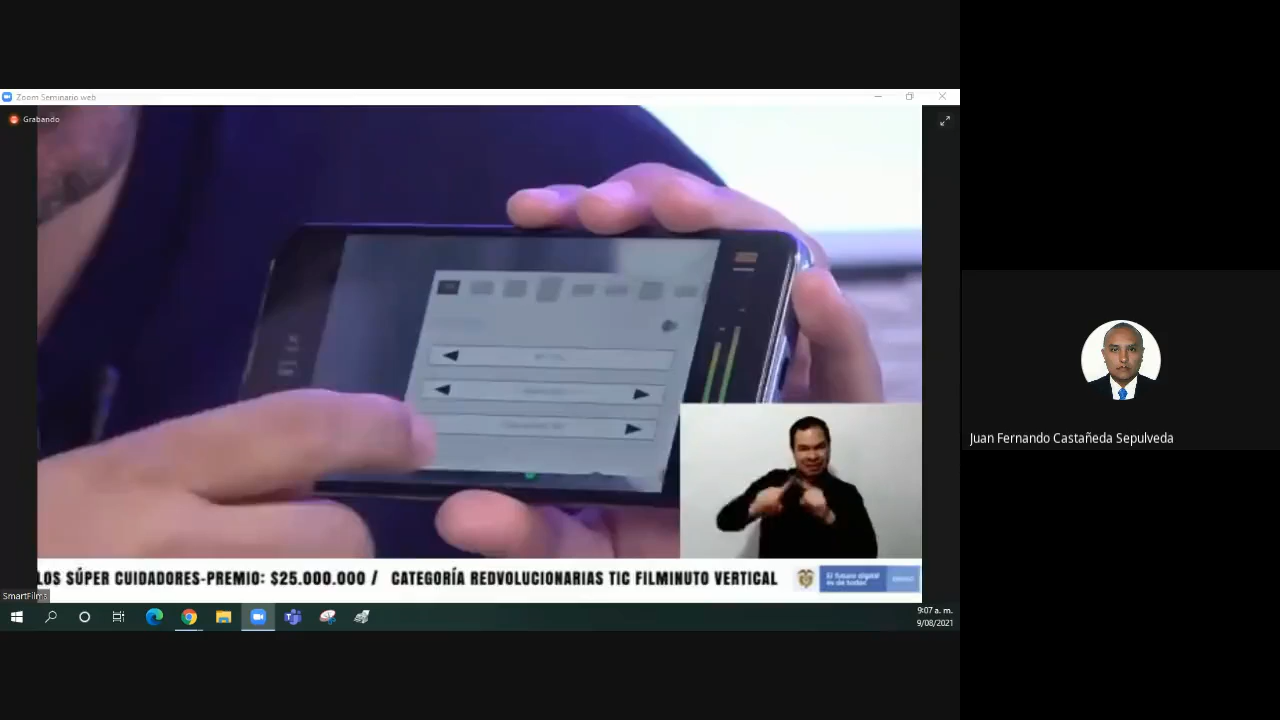 Zoom Seminario web
Grabando
LOS SÚPER CUIDADORES-PREMIO: $25.000.000 / CATEGORÍA REDVOLUCIONARIAS TIC FILMINUTO VERTICAL
El futuro digital
es de todos
SmartFilms
9:07 a. m.
9/08/2021
Juan Fernando Castañeda Sepulveda